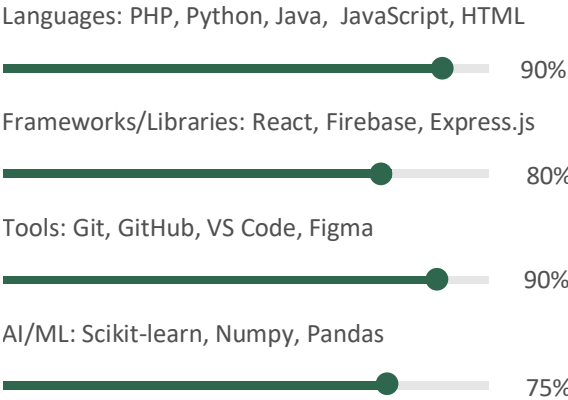 Languages: PHP, Python, Java, JavaScript, HTML
90%
Frameworks/Libraries: React, Firebase, Express.js
80%
Tools: Git, GitHub, VS Code, Figma
90%
AI/ML: Scikit-learn, Numpy, Pandas
75%